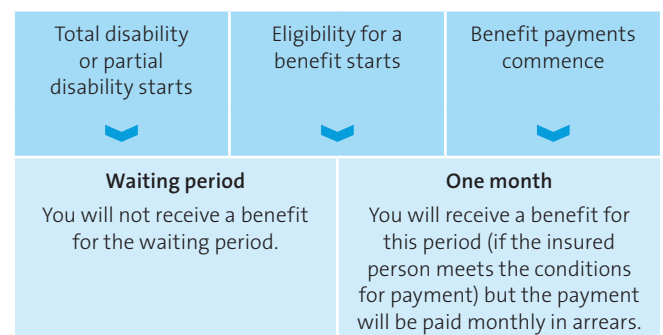 Total disability
or partial
disability starts
Eligibility for a
benefit starts
Benefit payments
commence
Waiting period
You will not receive a benefit
for the waiting period.
One month
You will receive a benefit for
this period (if the insured
person meets the conditions
for payment) but the payment
will be paid monthly in arrears.